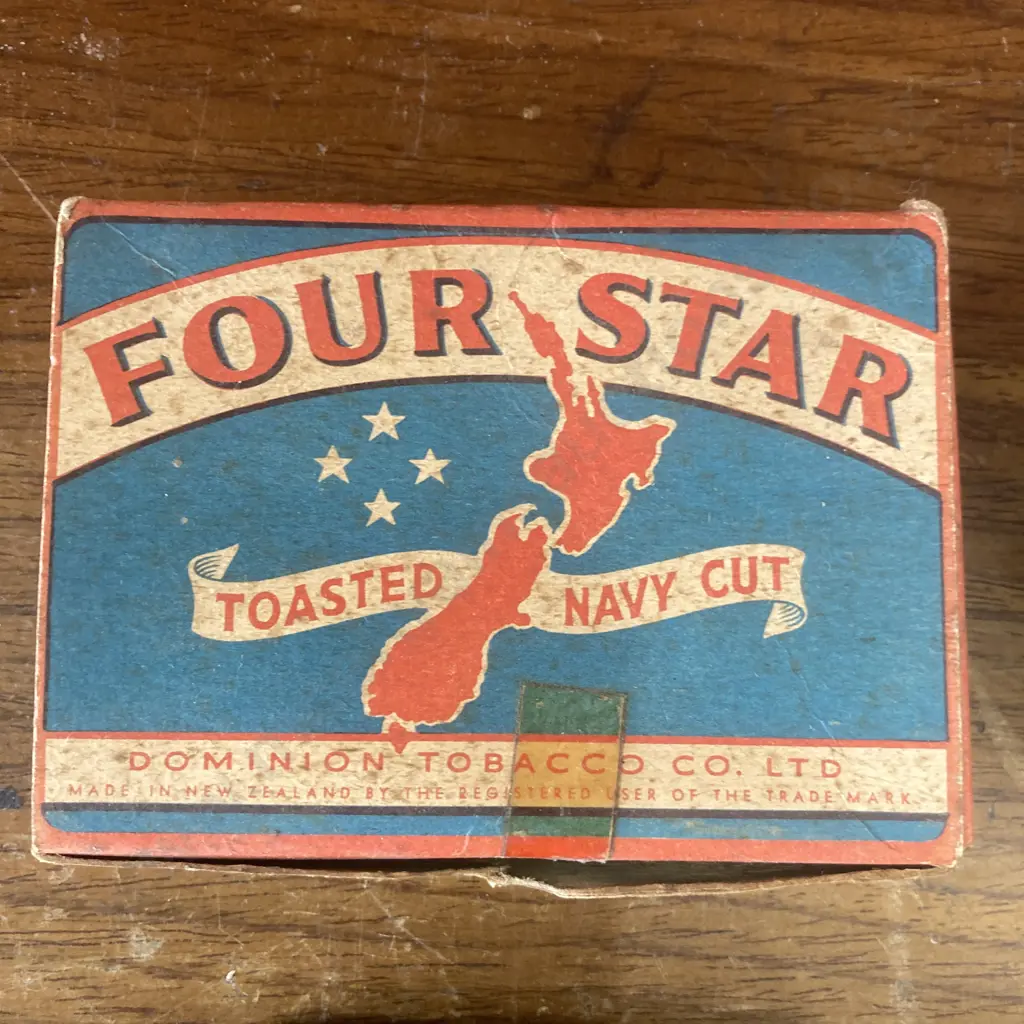 FOUR STAR
TOASTED NAVY CUT
DOMINION TOBACCO CO. LTD
MADE IN NEW ZEALAND BY THE REGISTERED USER OF THE TRADE MARK